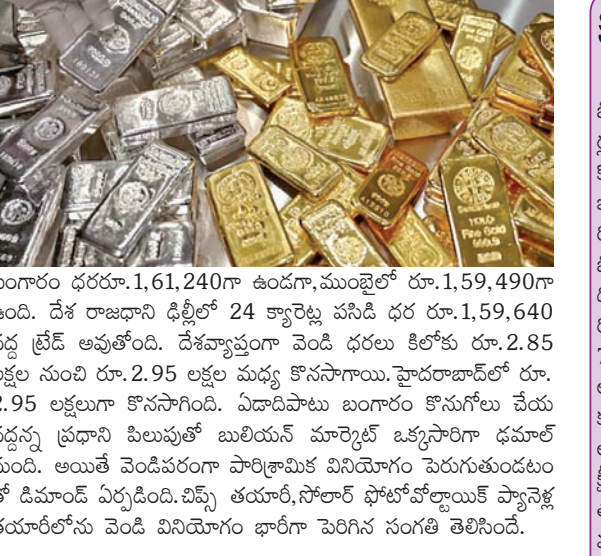 బంగారం ధరరూ.1,61,240గా ఉండగా,ముంబైలో రూ.1,59,490గా
ఉంది. దేశ రాజధాని ఢిల్లీలో 24 క్యారెట్ల పసిడి ధర రూ.1,59,640
వద్ద ట్రేడ్ అవుతోంది. దేశవ్యాప్తంగా వెండి ధరలు కిలోకు రూ.2.85
లక్షల నుంచి రూ.2.95 లక్షల మధ్య కొనసాగాయి.హైదరాబాద్‌లో రూ.
2.95 లక్షలుగా కొనసాగింది. ఏడాదిపాటు బంగారం కొనుగోలు చేయ
వద్దన్న ప్రధాని పిలుపుతో బులియన్ మార్కెట్ ఒక్కసారిగా ఢమాల్
మంది. అయితే వెండిపరంగా పారిశ్రామిక వినియోగం పెరుగుతుండటం
తో డిమాండ్ ఏర్పడింది.చిప్స్ తయారీ,సోలార్ ఫోటోవోల్టాయిక్ ప్యానెళ్ల
తయారీలోను వెండి వినియోగం భారీగా పెరిగిన సంగతి తెలిసిందే.